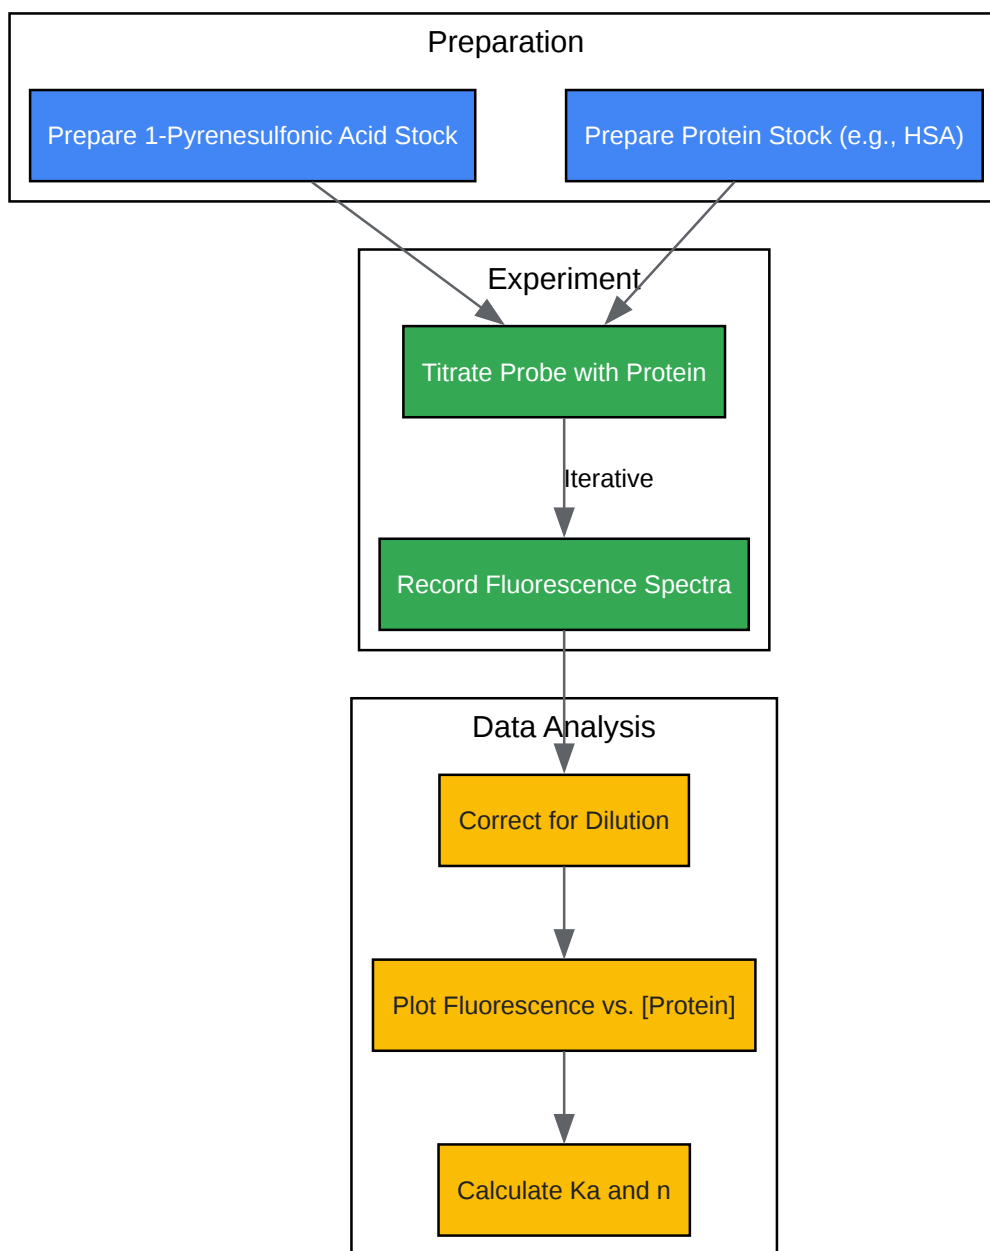 Preparation
Prepare 1-Pyrenesulfonic Acid Stock
Prepare Protein Stock (e.g., HSA)
Experiment
Titrate Probe with Protein
Iterative
Record Fluorescence Spectra
Data Analysis
Correct for Dilution
Plot Fluorescence vs. [Protein]
Calculate Ka and n